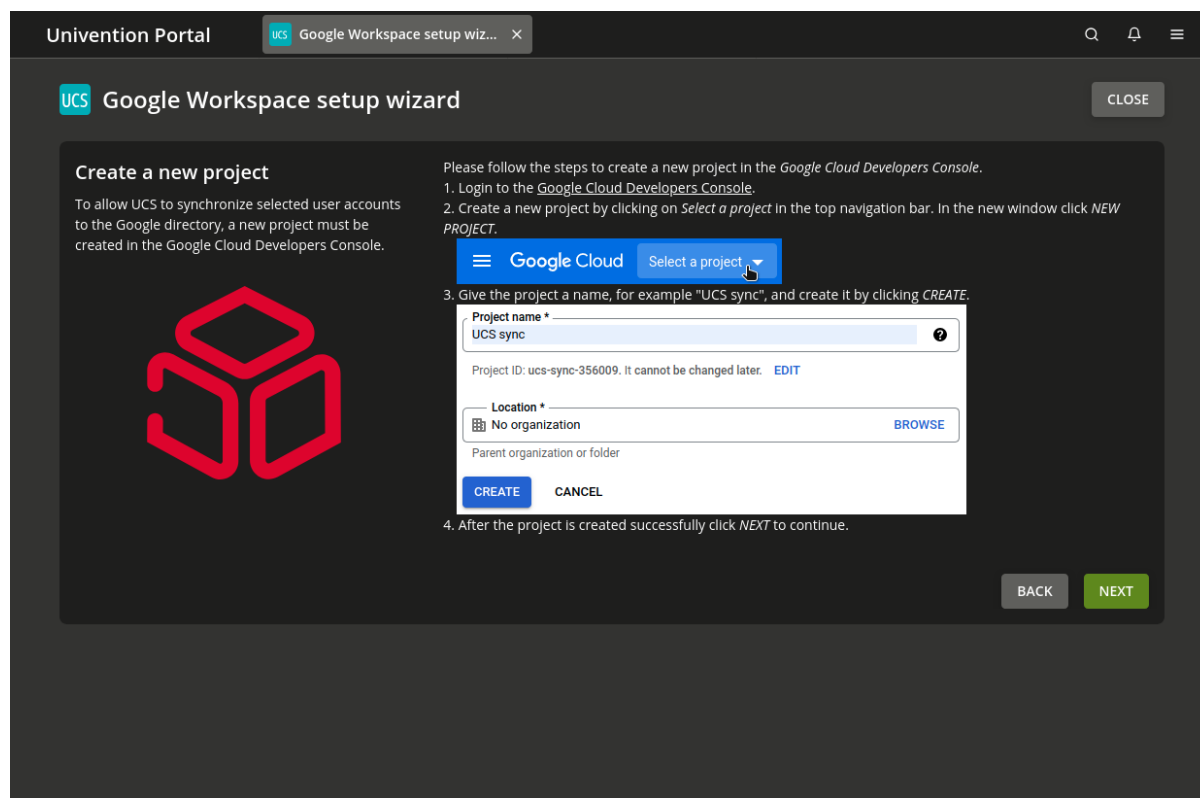 Univention Portal
UCS Google Workspace setup wiz...
UCS Google Workspace setup wizard
CLOSE
Create a new project
To allow UCS to synchronize selected user accounts
to the Google directory, a new project must be
created in the Google Cloud Developers Console.
Please follow the steps to create a new project in the Google Cloud Developers Console.
1. Login to the Google Cloud Developers Console.
2. Create a new project by clicking on Select a project in the top navigation bar. In the new window click NEW
PROJECT.
Google Cloud Select a project
3. Give the project a name, for example "UCS sync", and create it by clicking CREATE.
Project name *
UCS sync
Project ID: ucs-sync-356009. It cannot be changed later. EDIT
Location *
No organization BROWSE
Parent organization or folder
CREATE CANCEL
4. After the project is created successfully click NEXT to continue.
BACK NEXT